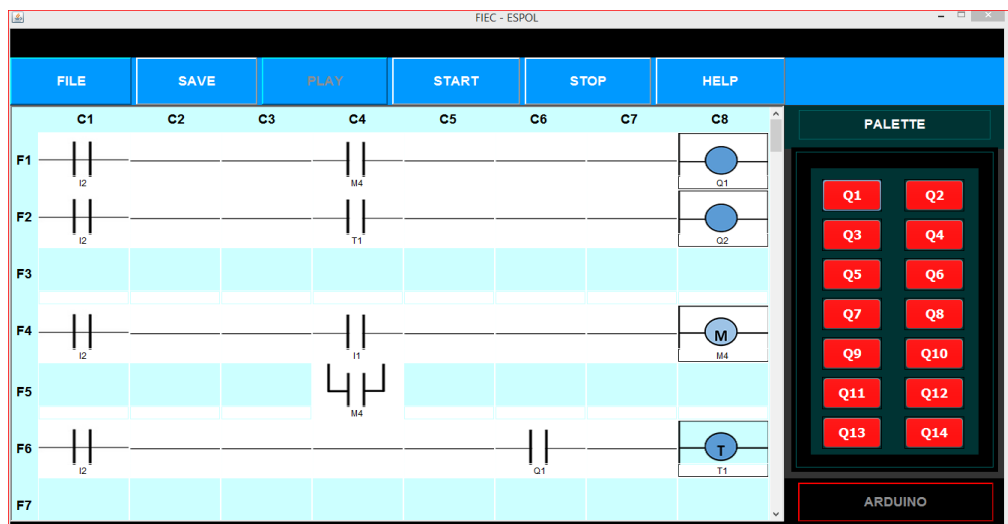 FIEC - ESPOL
FILE SAVE PLAY START STOP HELP
C1 C2 C3 C4 C5 C6 C7 C8
PALETTE
F1
I2 M4 Q1
F2
I2 T1 Q2
F3
F4 M
I2 I1 M4
F5
M4
F6 T
I2 Q1 T1
F7
Q1 Q2
Q3 Q4
Q5 Q6
Q7 Q8
Q9 Q10
Q11 Q12
Q13 Q14
ARDUINO